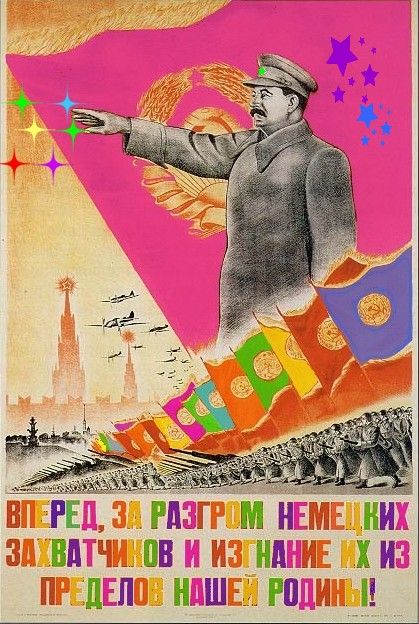 ВПЕРЕД, ЗА РАЗГРОМ НЕМЕЦКИХ
ЗАХВАТЧИКОВ И ИЗГНАНИЕ ИХ ИЗ
ПРЕДЕЛОВ НАШЕЙ РОДИНЫ!